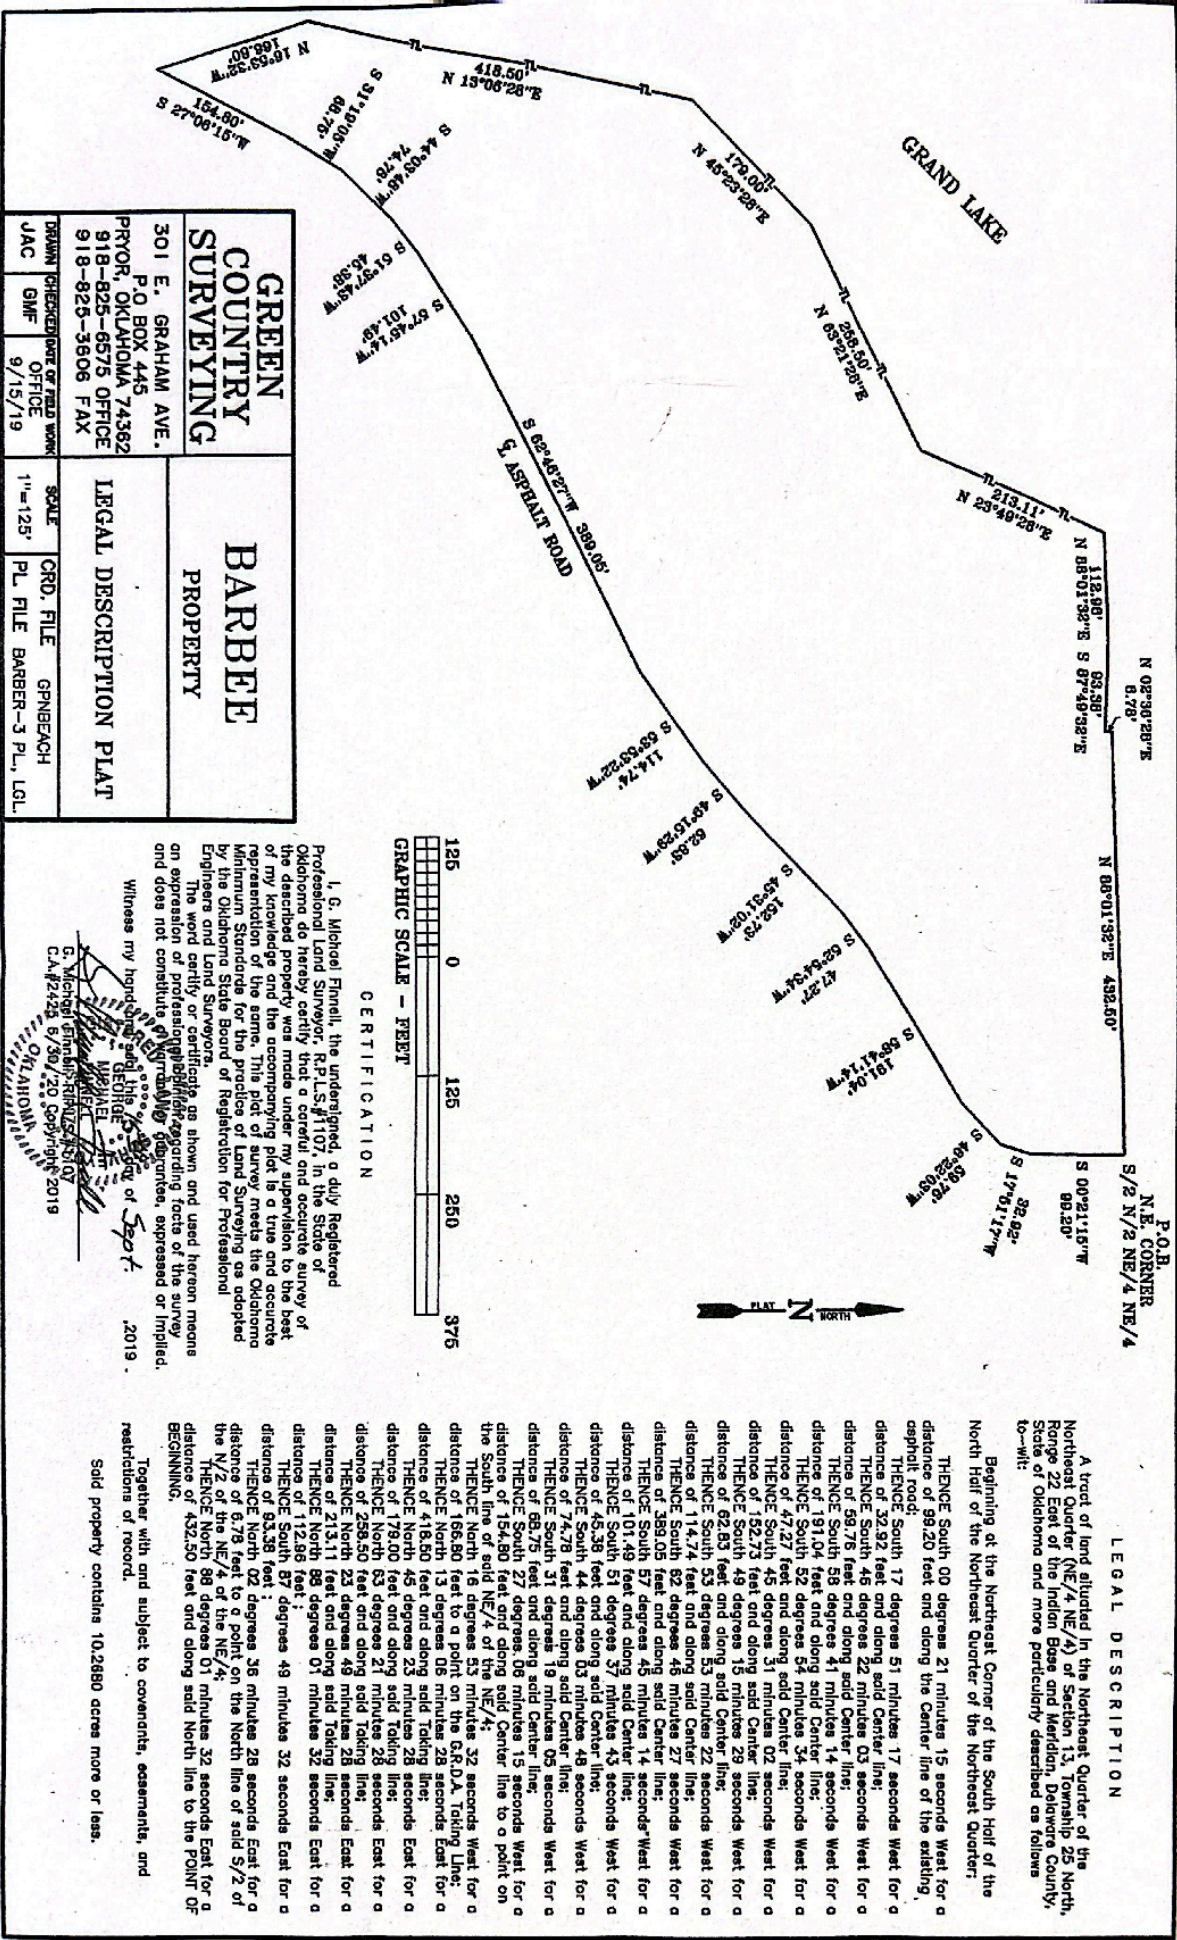 GRAND LAKE
P.O.B.
N.E. CORNER
S/2 N/2 NE/4 NE/4
N 02°36'28"E
6.78'
N 88°01'32"E 432.50'
112.96'
N 88°01'32"E
93.38'
S 87°49'32"E
213.11'
N 23°49'28"E
258.50'
N 63°21'28"E
179.00'
N 45°23'28"E
418.50'
N 13°06'28"E
N 16°53'32"W
166.80'
154.80'
S 27°06'15"W
S 31°19'05"W
68.75'
S 44°03'48"W
74.78'
S 51°37'43"W
45.38'
S 57°45'14"W
101.49'
S 62°46'27"W 389.05'
℄ ASPHALT ROAD
S 53°53'22"W
114.74'
S 49°15'29"W
62.83'
S 45°31'02"W
152.73'
S 52°54'34"W
47.27'
S 58°41'14"W
191.04'
S 46°22'03"W
59.76'
S 17°51'17"W
32.92'
S 00°21'15"W
99.20'
PLAT N NORTH
GREEN
COUNTRY
SURVEYING
301 E. GRAHAM AVE.
P.O BOX 445
PRYOR, OKLAHOMA 74362
918-825-6575 OFFICE
918-825-3606 FAX
BARBEE
PROPERTY
LEGAL DESCRIPTION PLAT
DRAWN
JAC
CHECKED
GMF
DATE OF FIELD WORK
OFFICE
9/15/19
SCALE
1"=125'
CRD. FILE GPNBEACH
PL. FILE BARBER-3 PL., LGL.
125 0 125 250 375
GRAPHIC SCALE - FEET
CERTIFICATION
I, G. Michael Finnell, the undersigned, a duly Registered
Professional Land Surveyor, R.P.L.S.#1107, in the State of
Oklahoma do hereby certify that a careful and accurate survey of
the described property was made under my supervision to the best
of my knowledge and the accompanying plat is a true and accurate
representation of the same. This plat of survey meets the Oklahoma
Minimum Standards for the practice of Land Surveying as adopted
by the Oklahoma State Board of Registration for Professional
Engineers and Land Surveyors.
The word certify or certificate as shown and used hereon means
an expression of professional opinion regarding facts of the survey
and does not constitute a warranty or guarantee, expressed or implied.
Witness my hand and seal this 15 day of Sept. ,2019 .
G. Michael Finnell
C.A.#2425 6/30/'20 Copyright 2019
GEORGE
MICHAEL
OKLAHOMA
LEGAL DESCRIPTION
A tract of land situated in the Northeast Quarter of the
Northeast Quarter (NE/4 NE/4) of Section 13, Township 25 North,
Range 22 East of the Indian Base and Meridian, Delaware County,
State of Oklahoma and more particularly described as follows
to-wit:
Beginning at the Northeast Corner of the South Half of the
North Half of the Northeast Quarter of the Northeast Quarter;
THENCE South 00 degrees 21 minutes 15 seconds West for a
distance of 99.20 feet and along the Center line of the existing
asphalt road;
THENCE South 17 degrees 51 minutes 17 seconds West for a
distance of 32.92 feet and along said Center line;
THENCE South 46 degrees 22 minutes 03 seconds West for a
distance of 59.76 feet and along said Center line;
THENCE South 58 degrees 41 minutes 14 seconds West for a
distance of 191.04 feet and along said Center line;
THENCE South 52 degrees 54 minutes 34 seconds West for a
distance of 47.27 feet and along said Center line;
THENCE South 45 degrees 31 minutes 02 seconds West for a
distance of 152.73 feet and along said Center line;
THENCE South 49 degrees 15 minutes 29 seconds West for a
distance of 62.83 feet and along said Center line;
THENCE South 53 degrees 53 minutes 22 seconds West for a
distance of 114.74 feet and along said Center line;
THENCE South 62 degrees 46 minutes 27 seconds West for a
distance of 389.05 feet and along said Center line;
THENCE South 57 degrees 45 minutes 14 seconds West for a
distance of 101.49 feet and along said Center line;
THENCE South 51 degrees 37 minutes 43 seconds West for a
distance of 45.38 feet and along said Center line;
THENCE South 44 degrees 03 minutes 48 seconds West for a
distance of 74.78 feet and along said Center line;
THENCE South 31 degrees 19 minutes 05 seconds West for a
distance of 68.75 feet and along said Center line;
THENCE South 27 degrees 06 minutes 15 seconds West for a
distance of 154.80 feet and along said Center line to a point on
the South line of said NE/4 of the NE/4;
THENCE North 16 degrees 53 minutes 32 seconds West for a
distance of 166.80 feet to a point on the G.R.D.A. Taking Line;
THENCE North 13 degrees 06 minutes 28 seconds East for a
distance of 418.50 feet and along said Taking line;
THENCE North 45 degrees 23 minutes 28 seconds East for a
distance of 179.00 feet and along said Taking line;
THENCE North 63 degrees 21 minutes 28 seconds East for a
distance of 258.50 feet and along said Taking line;
THENCE North 23 degrees 49 minutes 28 seconds East for a
distance of 213.11 feet and along said Taking line;
THENCE North 88 degrees 01 minutes 32 seconds East for a
distance of 112.96 feet ;
THENCE South 87 degrees 49 minutes 32 seconds East for a
distance of 93.38 feet ;
THENCE North 02 degrees 36 minutes 28 seconds East for a
distance of 6.78 feet to a point on the North line of said S/2 of
the N/2 of the NE/4 of the NE/4;
THENCE North 88 degrees 01 minutes 32 seconds East for a
distance of 432.50 feet and along said North line to the POINT OF
BEGINNING.
Together with and subject to covenants, easements, and
restrictions of record.
Said property contains 10.2680 acres more or less.